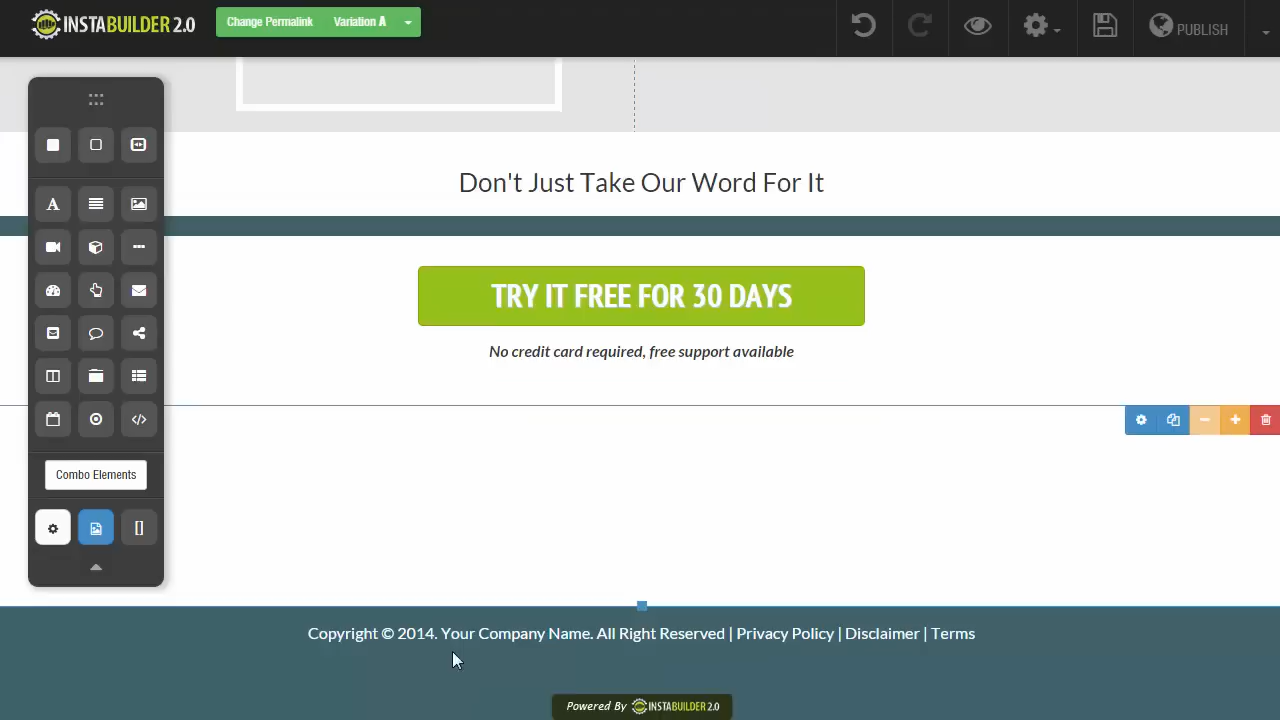 INSTABUILDER 2.0
Change Permalink
Variation A
PUBLISH
Don't Just Take Our Word For It
TRY IT FREE FOR 30 DAYS
No credit card required, free support available
Combo Elements
Copyright © 2014. Your Company Name. All Right Reserved | Privacy Policy | Disclaimer | Terms
Powered By INSTABUILDER 2.0